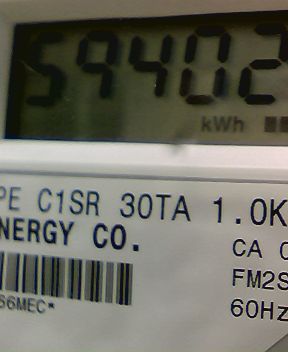 59402
kWh
PE C1SR 30TA 1.0K
NERGY CO.
CA
FM2S
66MEC*
60Hz